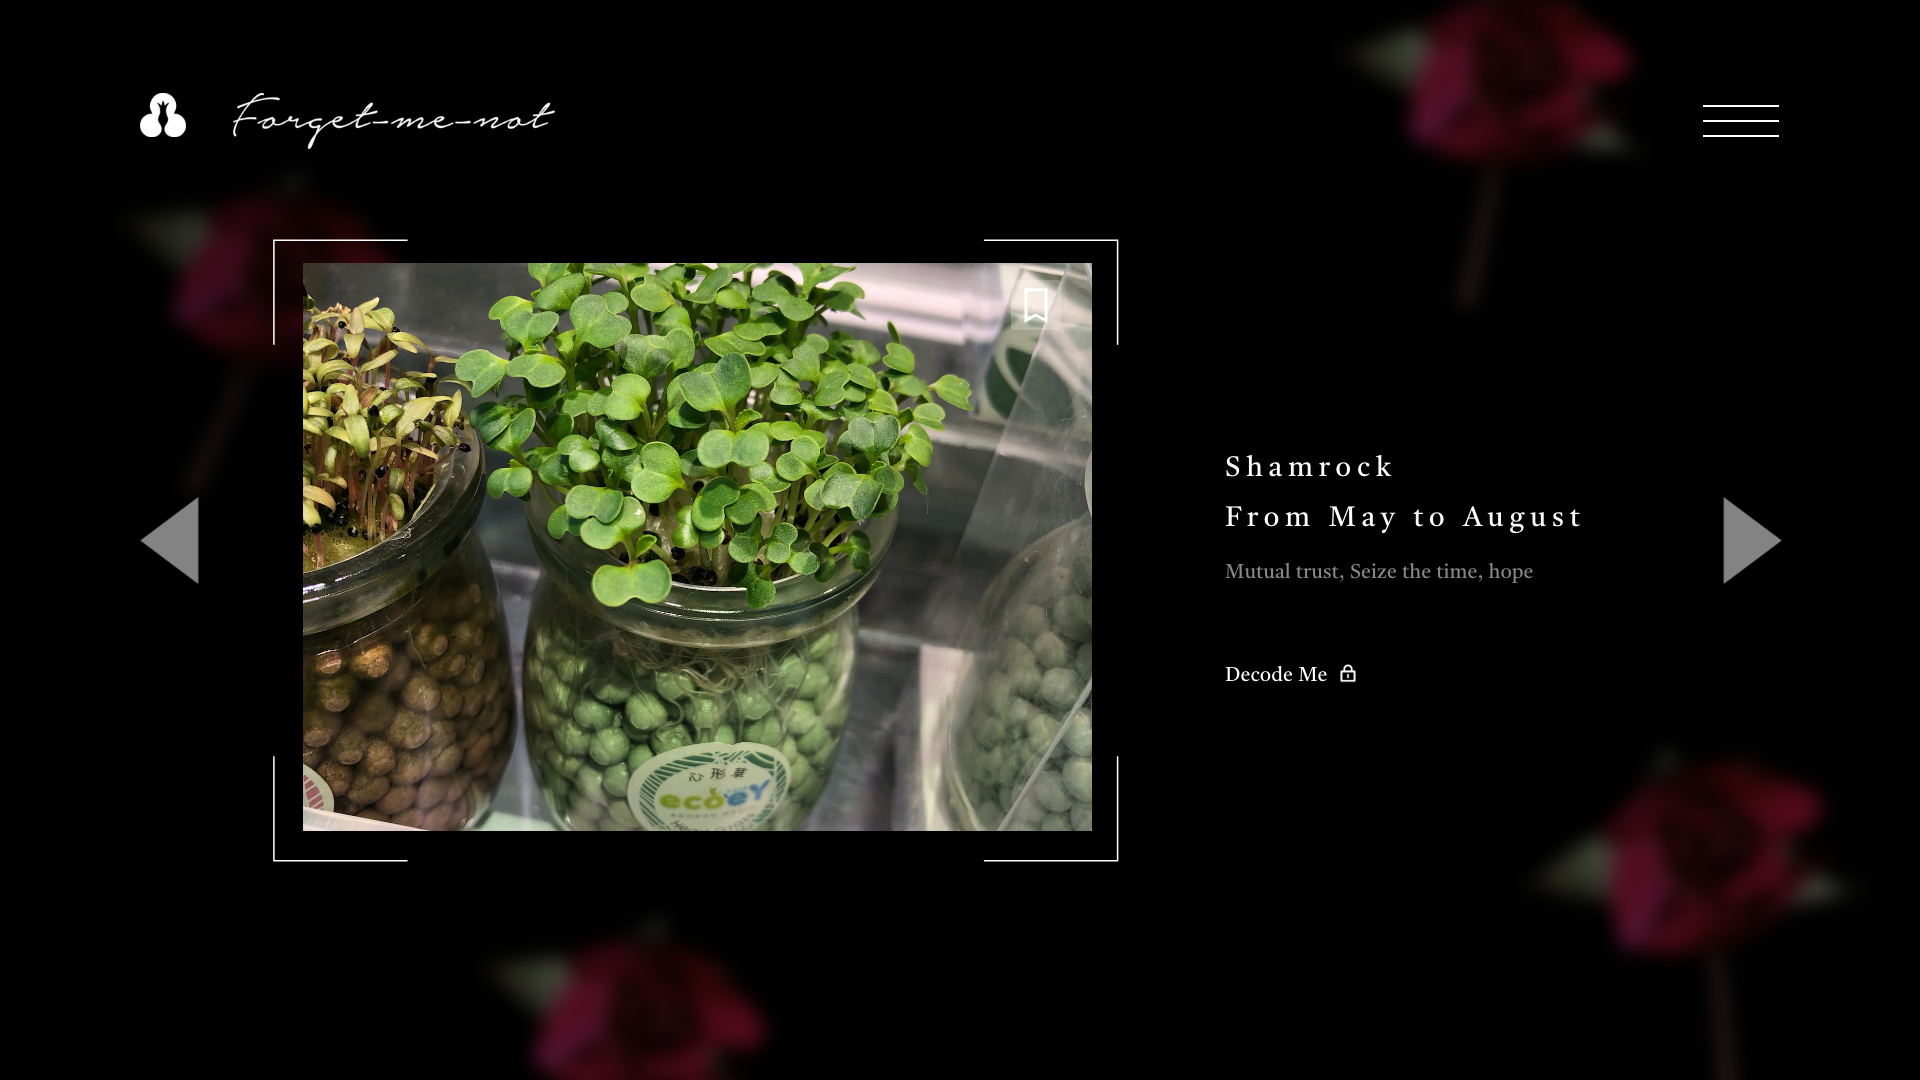 Forget-me-not
Shamrock
From May to August
Mutual trust, Seize the time, hope
Decode Me
心形草
ecoey